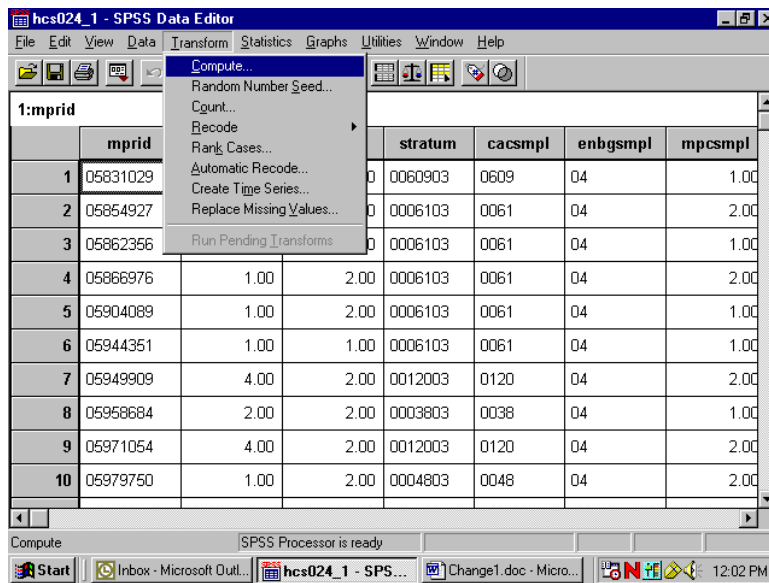 hcs024_1 - SPSS Data Editor
File Edit View Data Transform Statistics Graphs Utilities Window Help
Compute...
Random Number Seed...
Count...
Recode
Rank Cases...
Automatic Recode...
Create Time Series...
Replace Missing Values...
Run Pending Transforms
1:mprid
mprid stratum cacsmpl enbgsmpl mpcsmpl
1 05831029 0 0060903 0609 04 1.00
2 05854927 0 0006103 0061 04 2.00
3 05862356 0 0006103 0061 04 1.00
4 05866976 1.00 2.00 0006103 0061 04 2.00
5 05904089 1.00 2.00 0006103 0061 04 1.00
6 05944351 1.00 1.00 0006103 0061 04 1.00
7 05949909 4.00 2.00 0012003 0120 04 2.00
8 05958684 2.00 2.00 0003803 0038 04 1.00
9 05971054 4.00 2.00 0012003 0120 04 2.00
10 05979750 1.00 2.00 0004803 0048 04 2.00
Compute SPSS Processor is ready
Start Inbox - Microsoft Outl... hcs024_1 - SPS... Change1.doc - Micro... 12:02 PM